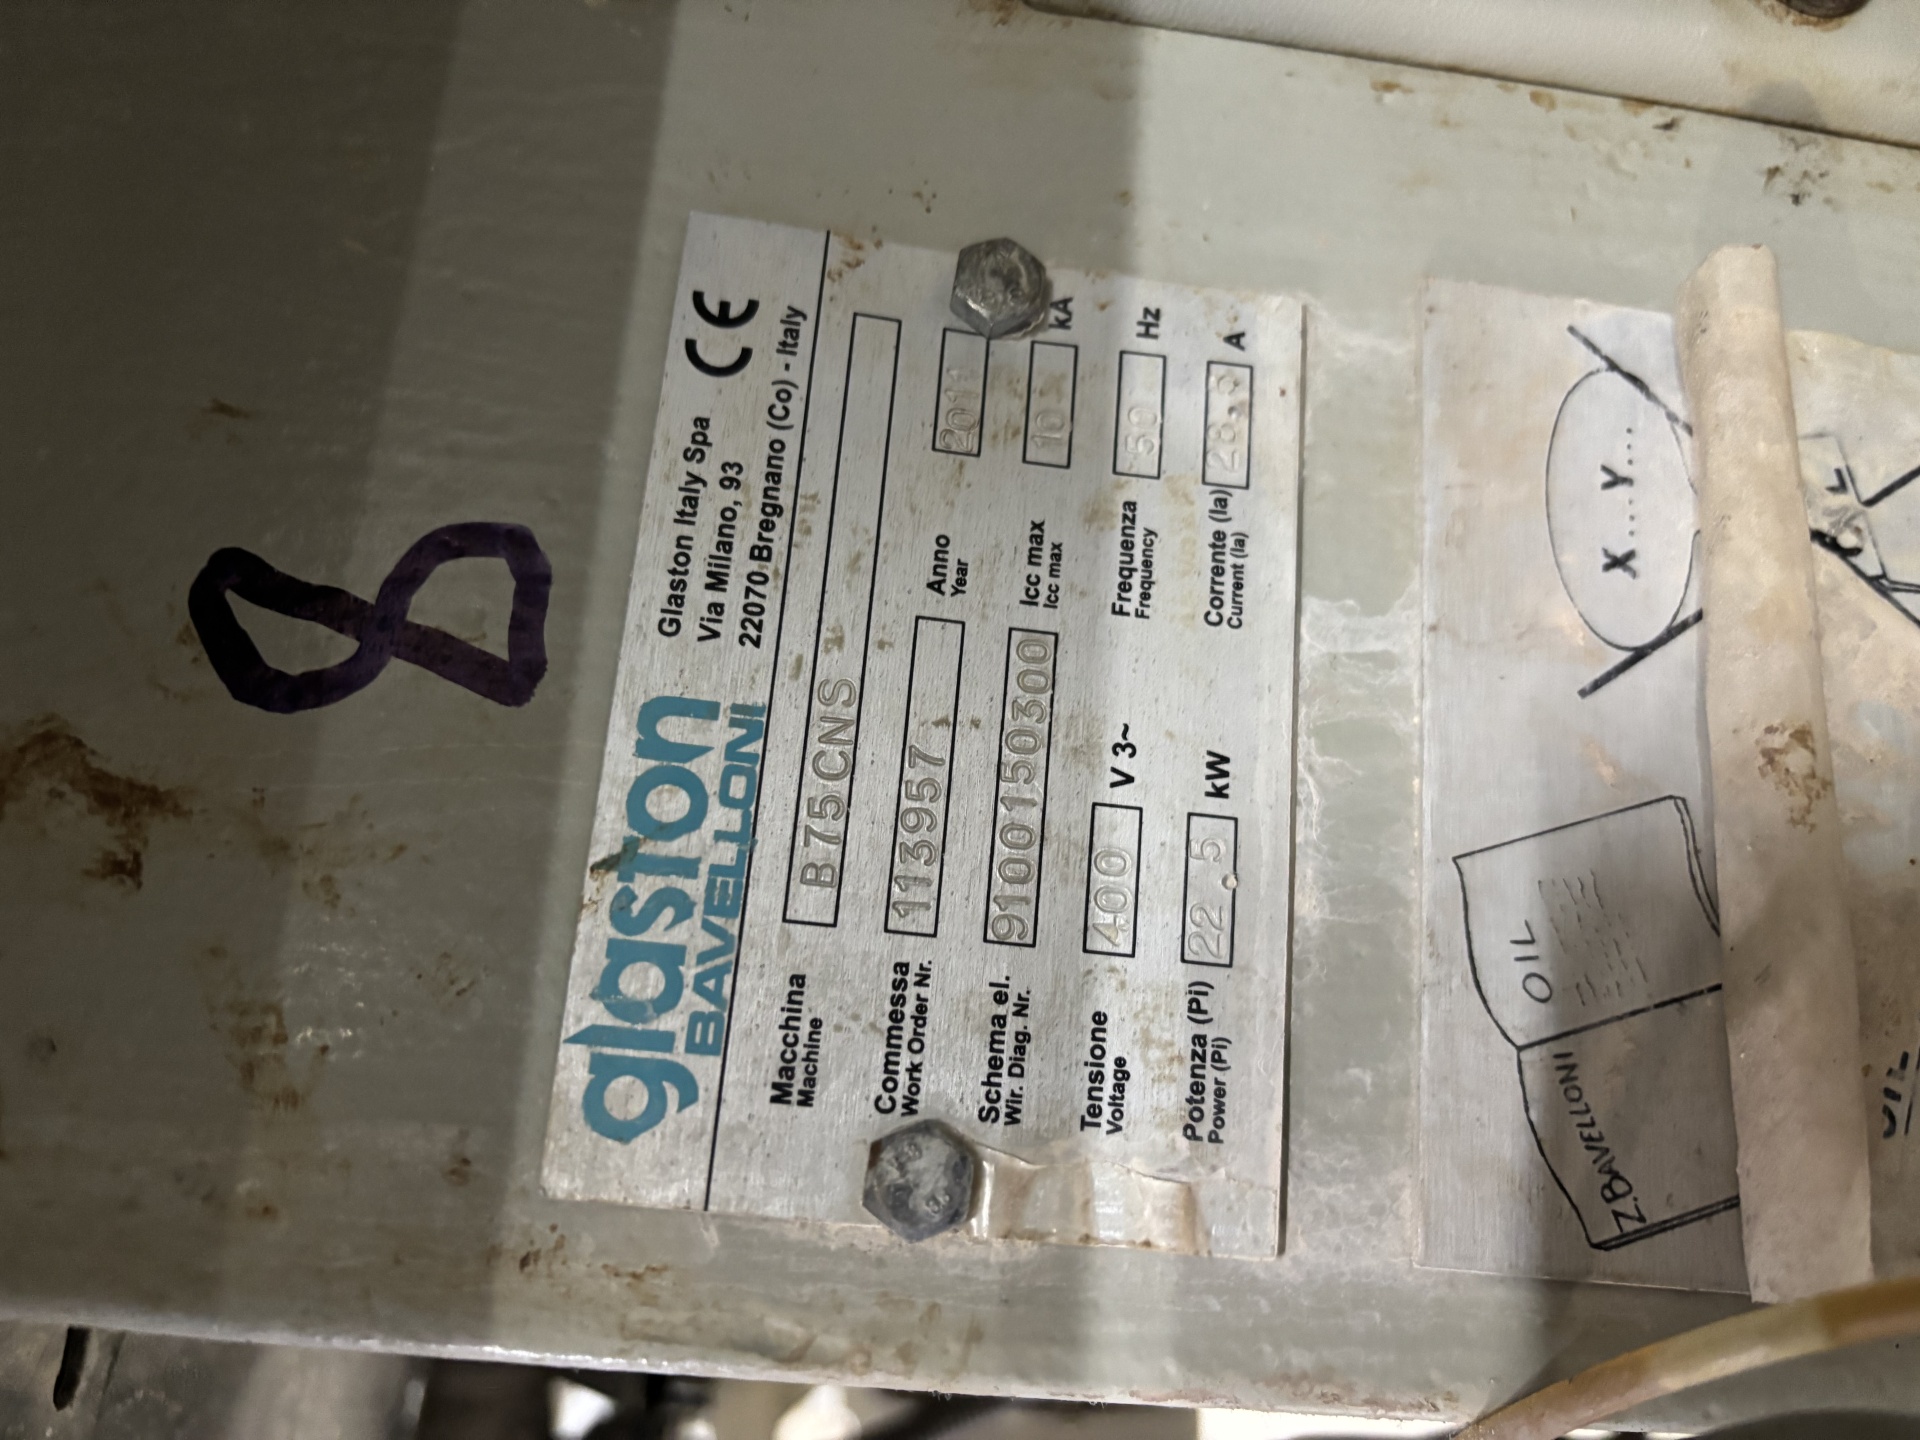 8
glaston
BAVELLONI
Glaston Italy Spa
Via Milano, 93
22070 Bregnano (Co) - Italy
CE
Macchina
Machine
B75CNS
Commessa
Work Order Nr.
113957
Anno
Year
2011
Schema el.
Wir. Diag. Nr.
9100150300
Icc max
Icc max
10 kA
Tensione
Voltage
400 V 3~
Frequenza
Frequency
50 Hz
Potenza (Pi)
Power (Pi)
22.5 kW
Corrente (Ia)
Current (Ia)
28.5 A
Z.BAVELLONI
OIL
X....Y...